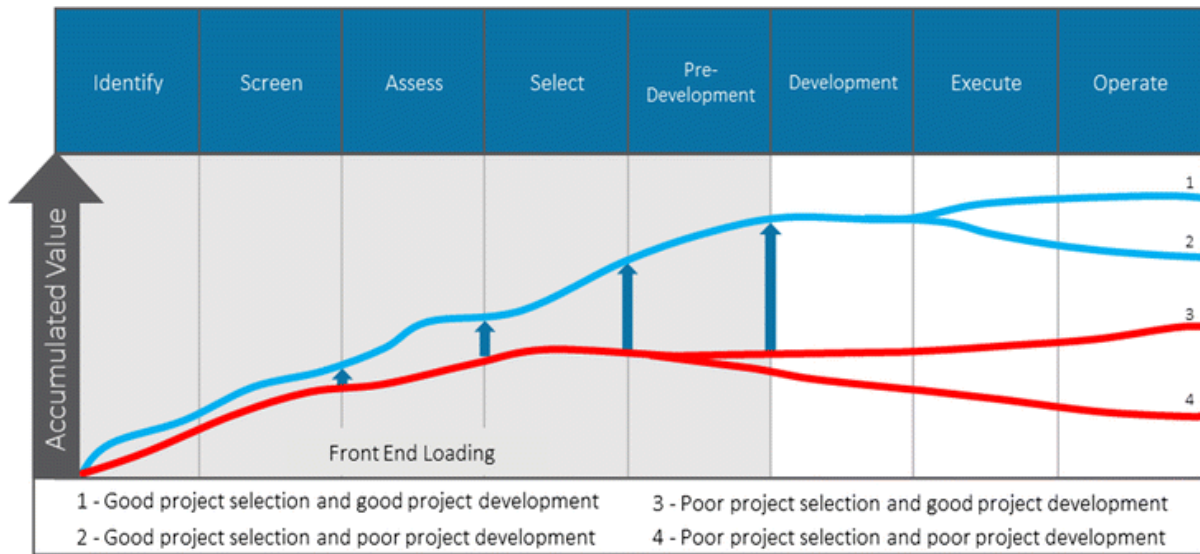 Identify
Screen
Assess
Select
Pre-
Development
Development
Execute
Operate
Accumulated Value
1
2
3
4
Front End Loading
1 - Good project selection and good project development
2 - Good project selection and poor project development
3 - Poor project selection and good project development
4 - Poor project selection and poor project development